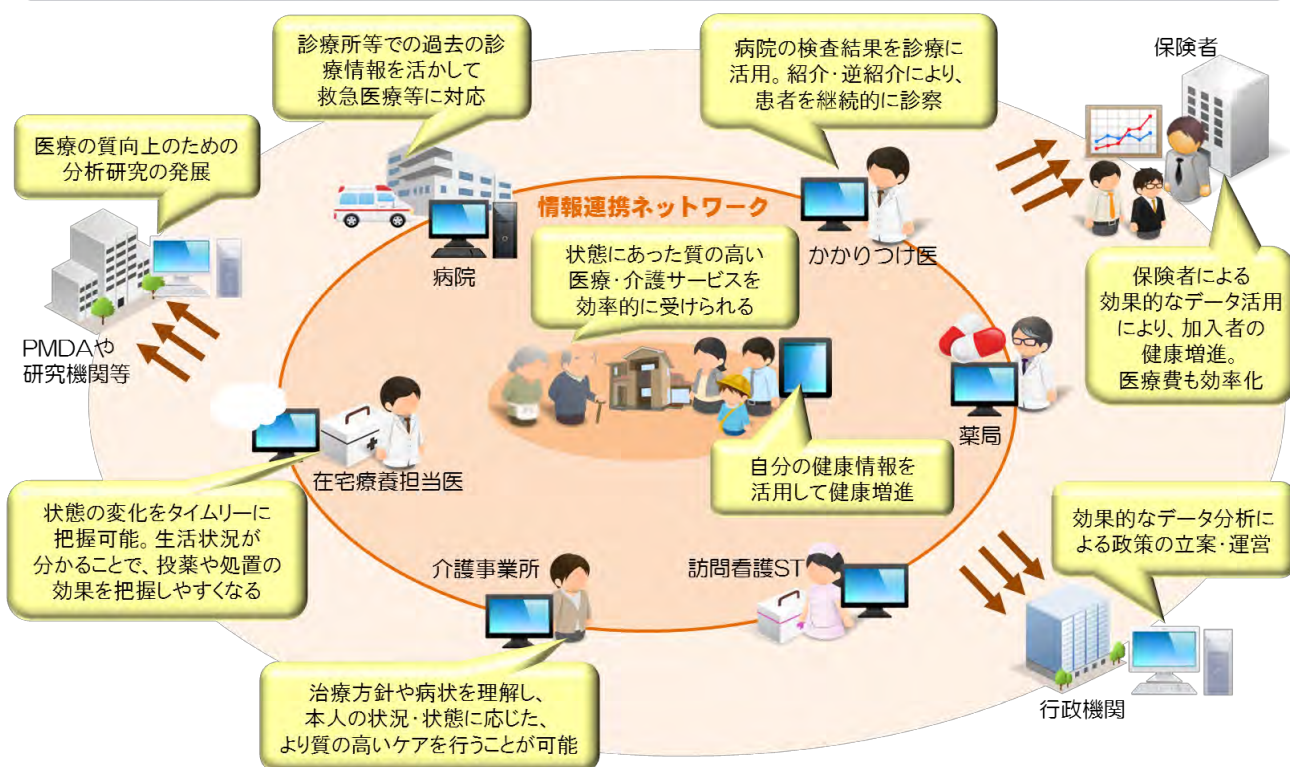 診療所等での過去の診
療情報を活かして
救急医療等に対応
病院の検査結果を診療に
活用。紹介・逆紹介により、
患者を継続的に診察
保険者
医療の質向上のための
分析研究の発展
情報連携ネットワーク
病院
かかりつけ医
状態にあった質の高い
医療・介護サービスを
効率的に受けられる
保険者による
効果的なデータ活用
により、加入者の
健康増進。
医療費も効率化
PMDAや
研究機関等
薬局
在宅療養担当医
自分の健康情報を
活用して健康増進
状態の変化をタイムリーに
把握可能。生活状況が
分かることで、投薬や処置の
効果を把握しやすくなる
効果的なデータ分析に
よる政策の立案・運営
介護事業所
訪問看護ST
治療方針や病状を理解し、
本人の状況・状態に応じた、
より質の高いケアを行うことが可能
行政機関